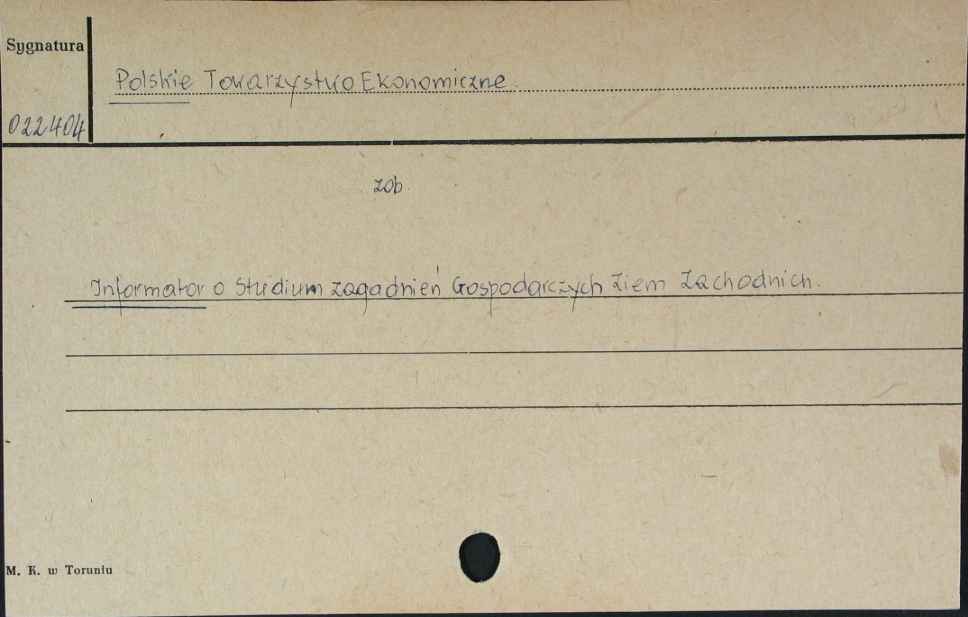 Sygnatura
Polskie Towarzystwo Ekonomiczne.
022404
zob.
Informator o Studium zagadnień Gospodarczych Ziem Zachodnich.
M. K. w Toruniu